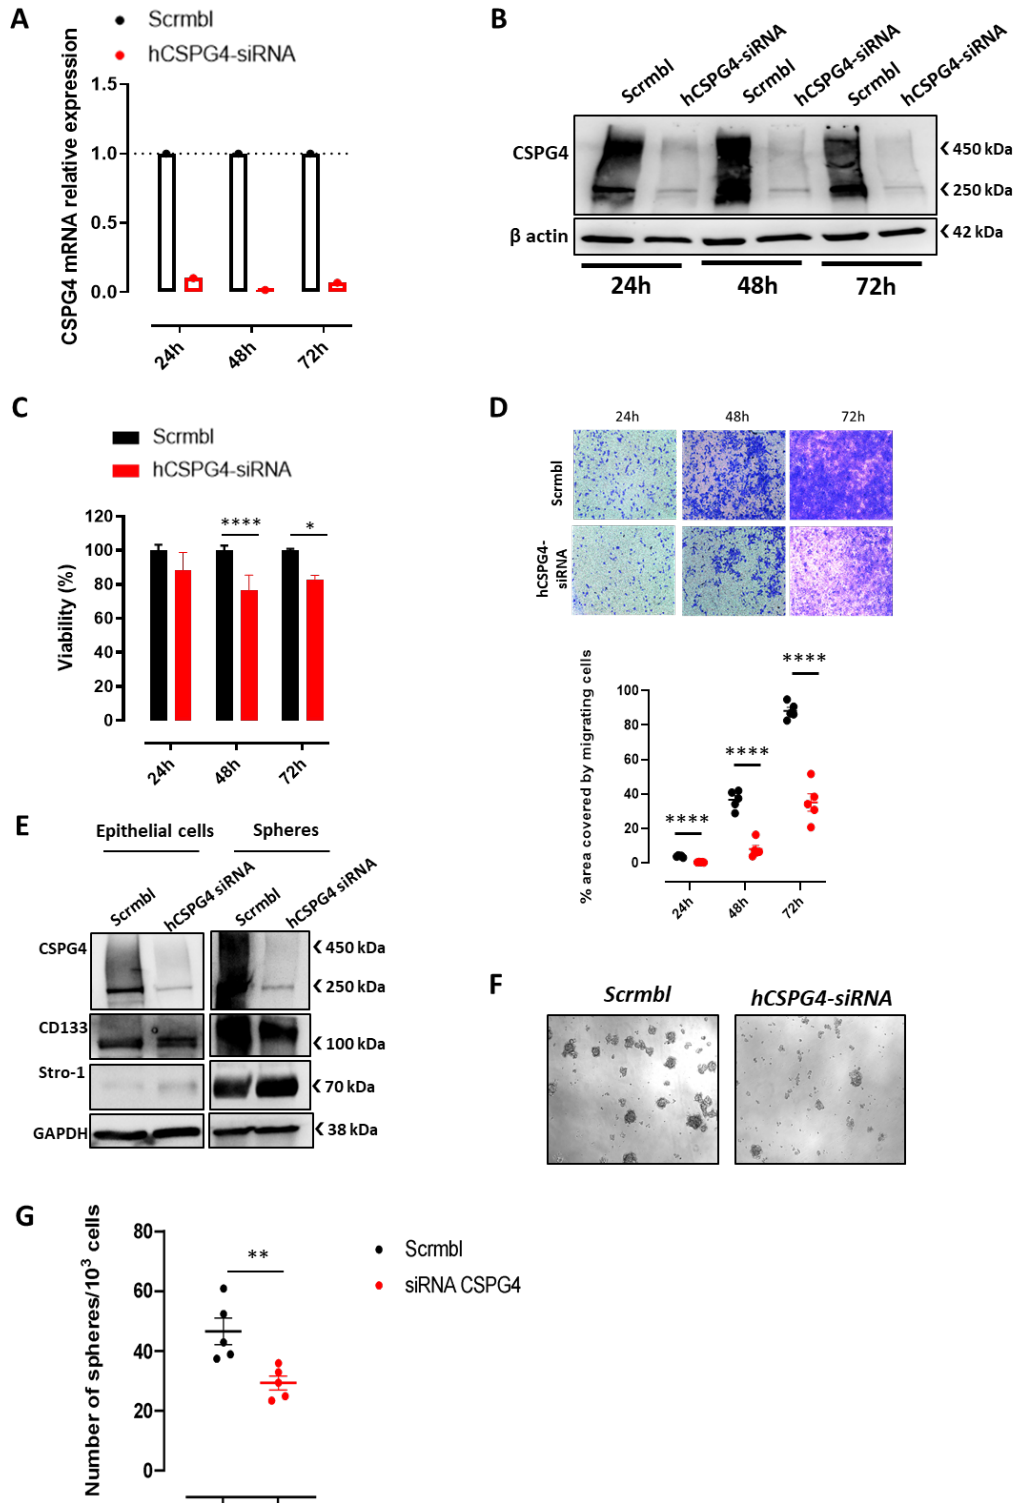 A
Scrmbl
hCSPG4-siRNA
CSPG4 mRNA relative expression
1.5
1.0
0.5
0.0
24h
48h
72h
B
Scrmbl
hCSPG4-siRNA
Scrmbl
hCSPG4-siRNA
Scrmbl
hCSPG4-siRNA
CSPG4
450 kDa
250 kDa
β actin
42 kDa
24h
48h
72h
C
Scrmbl
hCSPG4-siRNA
Viability (%)
120
100
80
60
40
20
0
****
*
24h
48h
72h
D
24h
48h
72h
Scrmbl
hCSPG4-
siRNA
% area covered by migrating cells
100
80
60
40
20
0
****
****
****
24h
48h
72h
E
Epithelial cells
Spheres
Scrmbl
hCSPG4 siRNA
Scrmbl
hCSPG4 siRNA
CSPG4
450 kDa
250 kDa
CD133
100 kDa
Stro-1
70 kDa
GAPDH
38 kDa
F
Scrmbl
hCSPG4-siRNA
G
Number of spheres/10³ cells
80
60
40
20
0
**
Scrmbl
siRNA CSPG4